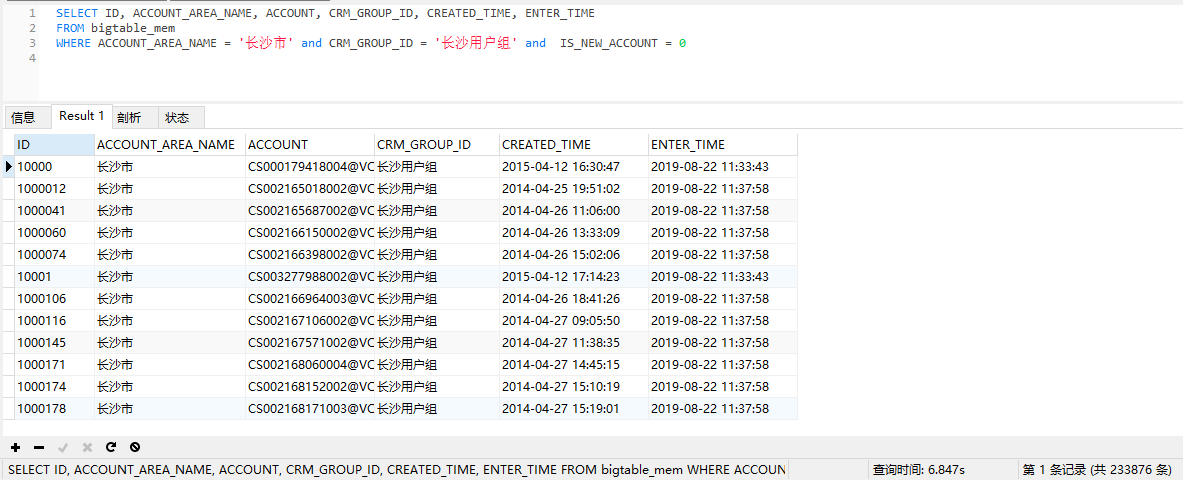 1 SELECT ID, ACCOUNT_AREA_NAME, ACCOUNT, CRM_GROUP_ID, CREATED_TIME, ENTER_TIME
2 FROM bigtable_mem
3 WHERE ACCOUNT_AREA_NAME = '长沙市' and CRM_GROUP_ID = '长沙用户组' and  IS_NEW_ACCOUNT = 0
4
信息 Result 1 剖析 状态
ID ACCOUNT_AREA_NAME ACCOUNT CRM_GROUP_ID CREATED_TIME ENTER_TIME
10000 长沙市 CS000179418004@VC 长沙用户组 2015-04-12 16:30:47 2019-08-22 11:33:43
1000012 长沙市 CS002165018002@VC 长沙用户组 2014-04-25 19:51:02 2019-08-22 11:37:58
1000041 长沙市 CS002165687002@VC 长沙用户组 2014-04-26 11:06:00 2019-08-22 11:37:58
1000060 长沙市 CS002166150002@VC 长沙用户组 2014-04-26 13:33:09 2019-08-22 11:37:58
1000074 长沙市 CS002166398002@VC 长沙用户组 2014-04-26 15:02:06 2019-08-22 11:37:58
10001 长沙市 CS003277988002@VC 长沙用户组 2015-04-12 17:14:23 2019-08-22 11:33:43
1000106 长沙市 CS002166964003@VC 长沙用户组 2014-04-26 18:41:26 2019-08-22 11:37:58
1000116 长沙市 CS002167106002@VC 长沙用户组 2014-04-27 09:05:50 2019-08-22 11:37:58
1000145 长沙市 CS002167571002@VC 长沙用户组 2014-04-27 11:38:35 2019-08-22 11:37:58
1000171 长沙市 CS002168060004@VC 长沙用户组 2014-04-27 14:45:15 2019-08-22 11:37:58
1000174 长沙市 CS002168152002@VC 长沙用户组 2014-04-27 15:10:19 2019-08-22 11:37:58
1000178 长沙市 CS002168171003@VC 长沙用户组 2014-04-27 15:19:01 2019-08-22 11:37:58
SELECT ID, ACCOUNT_AREA_NAME, ACCOUNT, CRM_GROUP_ID, CREATED_TIME, ENTER_TIME FROM bigtable_mem WHERE ACCOUN 查询时间: 6.847s 第 1 条记录 (共 233876 条)